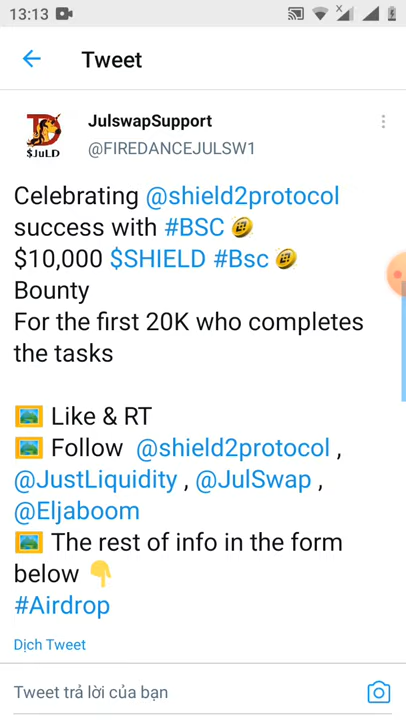 13:13
Tweet
JulswapSupport
$JuLD
@FIREDANCEJULSW1
Celebrating @shield2protocol
success with #BSC
$10,000 $SHIELD #Bsc
Bounty
For the first 20K who completes
the tasks
Like & RT
Follow @shield2protocol ,
@JustLiquidity , @JulSwap ,
@Eljaboom
The rest of info in the form
below 👇
#Airdrop
Dịch Tweet
Tweet trả lời của bạn